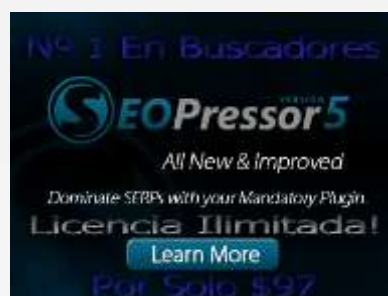 Nº 1 En Buscadores
SEOPressor
VERSION 5
All New & Improved
Dominate SERPs with your Mandatory Plugin
Licencia Ilimitada!
Learn More
Por Solo $97